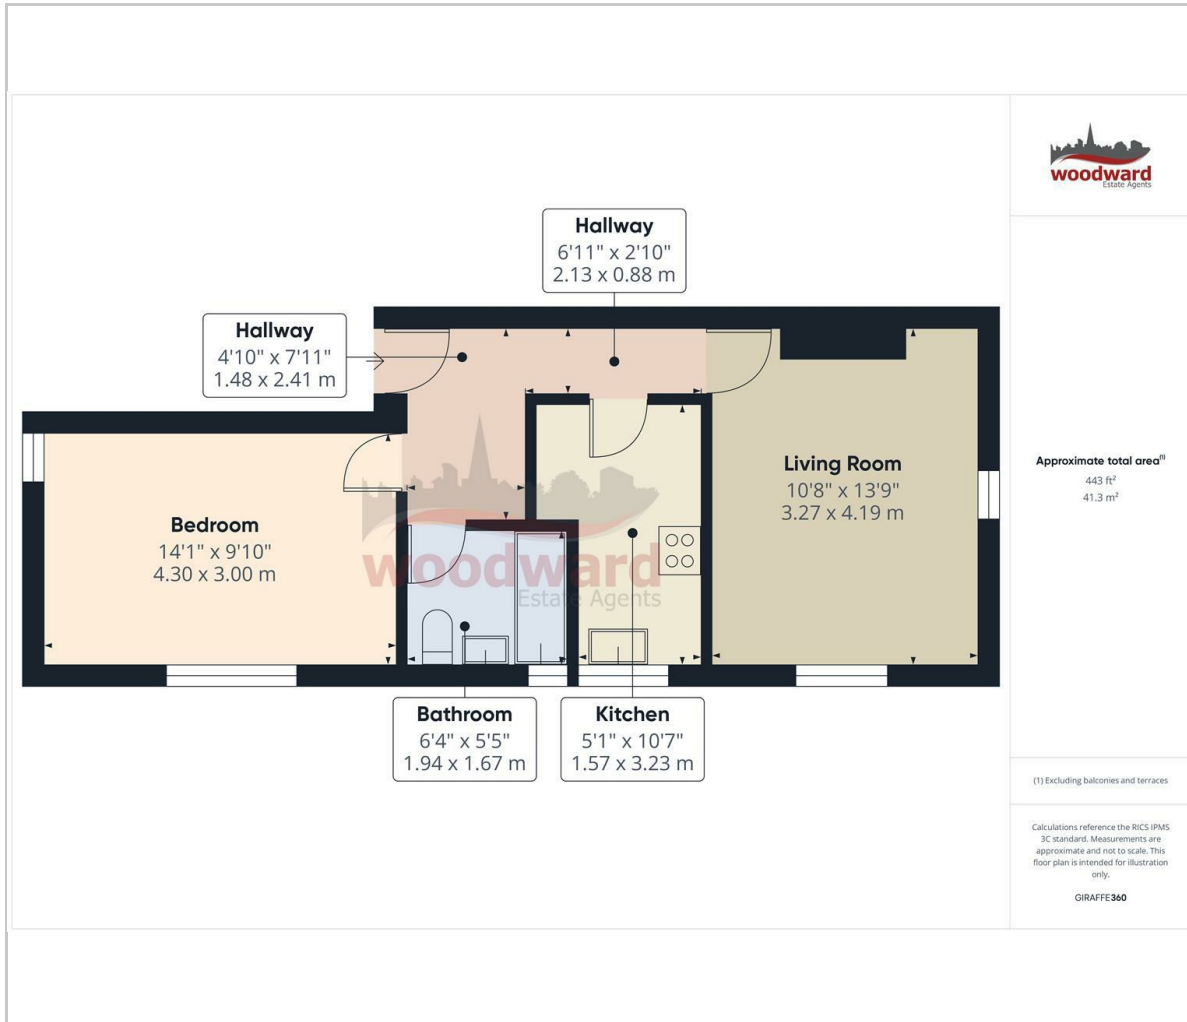 woodward
Estate Agents
Hallway
6'11" x 2'10"
2.13 x 0.88 m
Hallway
4'10" x 7'11"
1.48 x 2.41 m
Living Room
10'8" x 13'9"
3.27 x 4.19 m
Bedroom
14'1" x 9'10"
4.30 x 3.00 m
woodward
Estate Agents
Bathroom
6'4" x 5'5"
1.94 x 1.67 m
Kitchen
5'1" x 10'7"
1.57 x 3.23 m
Approximate total area(1)
443 ft²
41.3 m²
(1) Excluding balconies and terraces
Calculations reference the RICS IPMS
3C standard. Measurements are
approximate and not to scale. This
floor plan is intended for illustration
only.
GIRAFFE360